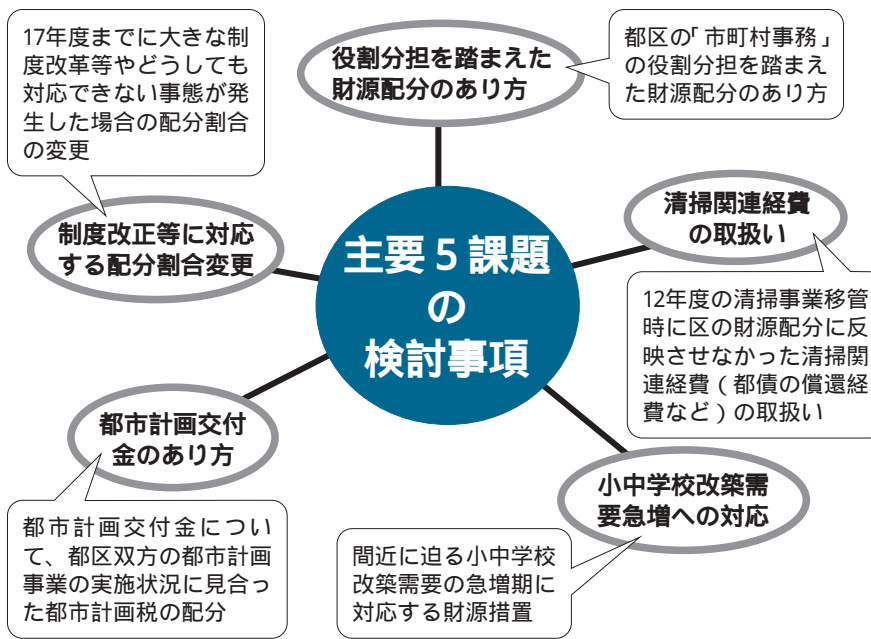 主要5課題
の
検討事項
役割分担を踏まえた
財源配分のあり方
都区の「市町村事務」
の役割分担を踏まえ
た財源配分のあり方
清掃関連経費
の取扱い
12年度の清掃事業移管
時に区の財源配分に反
映させなかった清掃関
連経費（都債の償還経
費など）の取扱い
小中学校改築需
要急増への対応
間近に迫る小中学校
改築需要の急増期に
対応する財源措置
都市計画交付
金のあり方
都市計画交付金につい
て、都区双方の都市計画
事業の実施状況に見合っ
た都市計画税の配分
制度改正等に対応
する配分割合変更
17年度までに大きな制
度改革等やどうしても
対応できない事態が発
生した場合の配分割合
の変更